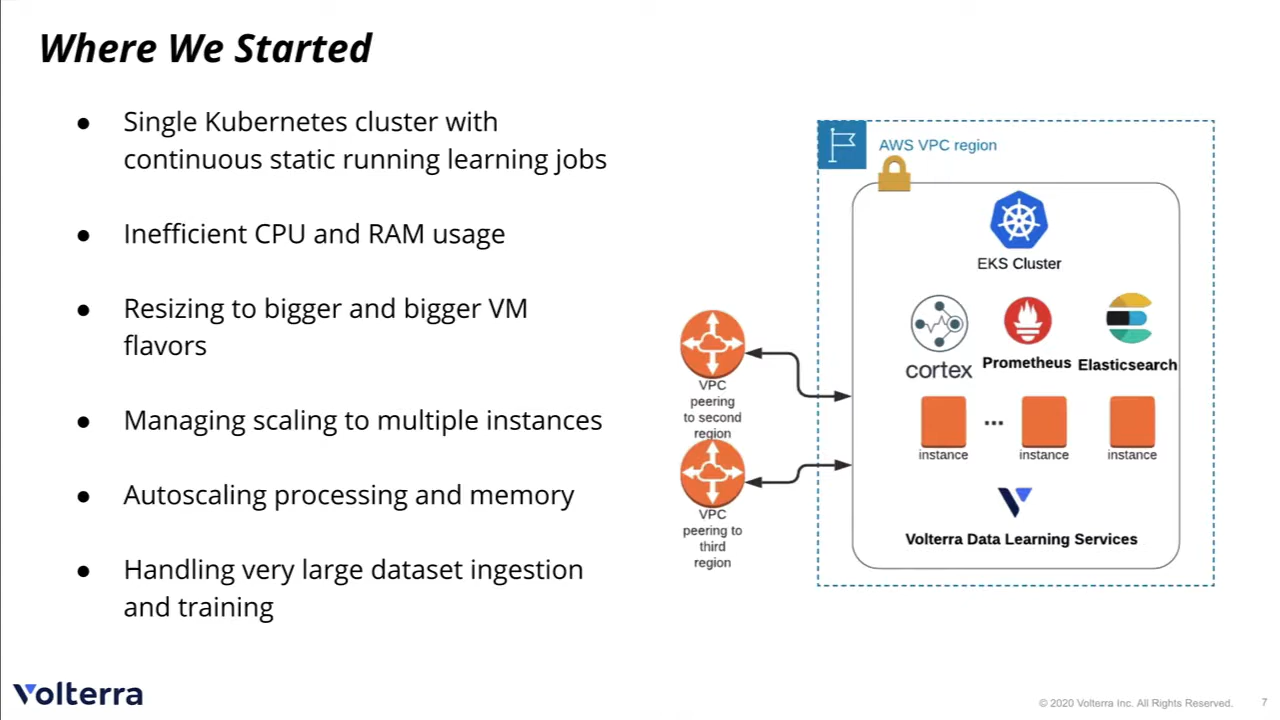 Where We Started
● Single Kubernetes cluster with
continuous static running learning jobs
● Inefficient CPU and RAM usage
● Resizing to bigger and bigger VM
flavors
● Managing scaling to multiple instances
● Autoscaling processing and memory
● Handling very large dataset ingestion
and training
AWS VPC region
EKS Cluster
cortex
Prometheus
Elasticsearch
instance
...
instance
instance
Volterra Data Learning Services
VPC
peering
to second
region
VPC
peering to
third
region
Volterra
© 2020 Volterra Inc. All Rights Reserved.
7